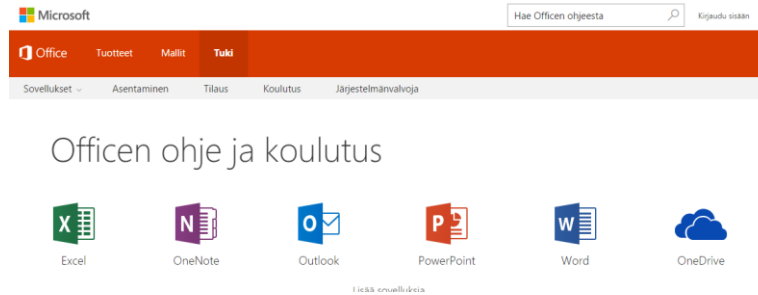 Microsoft
Hae Officen ohjeesta
Kirjaudu sisään
Office Tuotteet Mallit Tuki
Sovellukset Asentaminen Tilaus Koulutus Järjestelmänvalvoja
Officen ohje ja koulutus
Excel OneNote Outlook PowerPoint Word OneDrive
Lisää sovelluksia